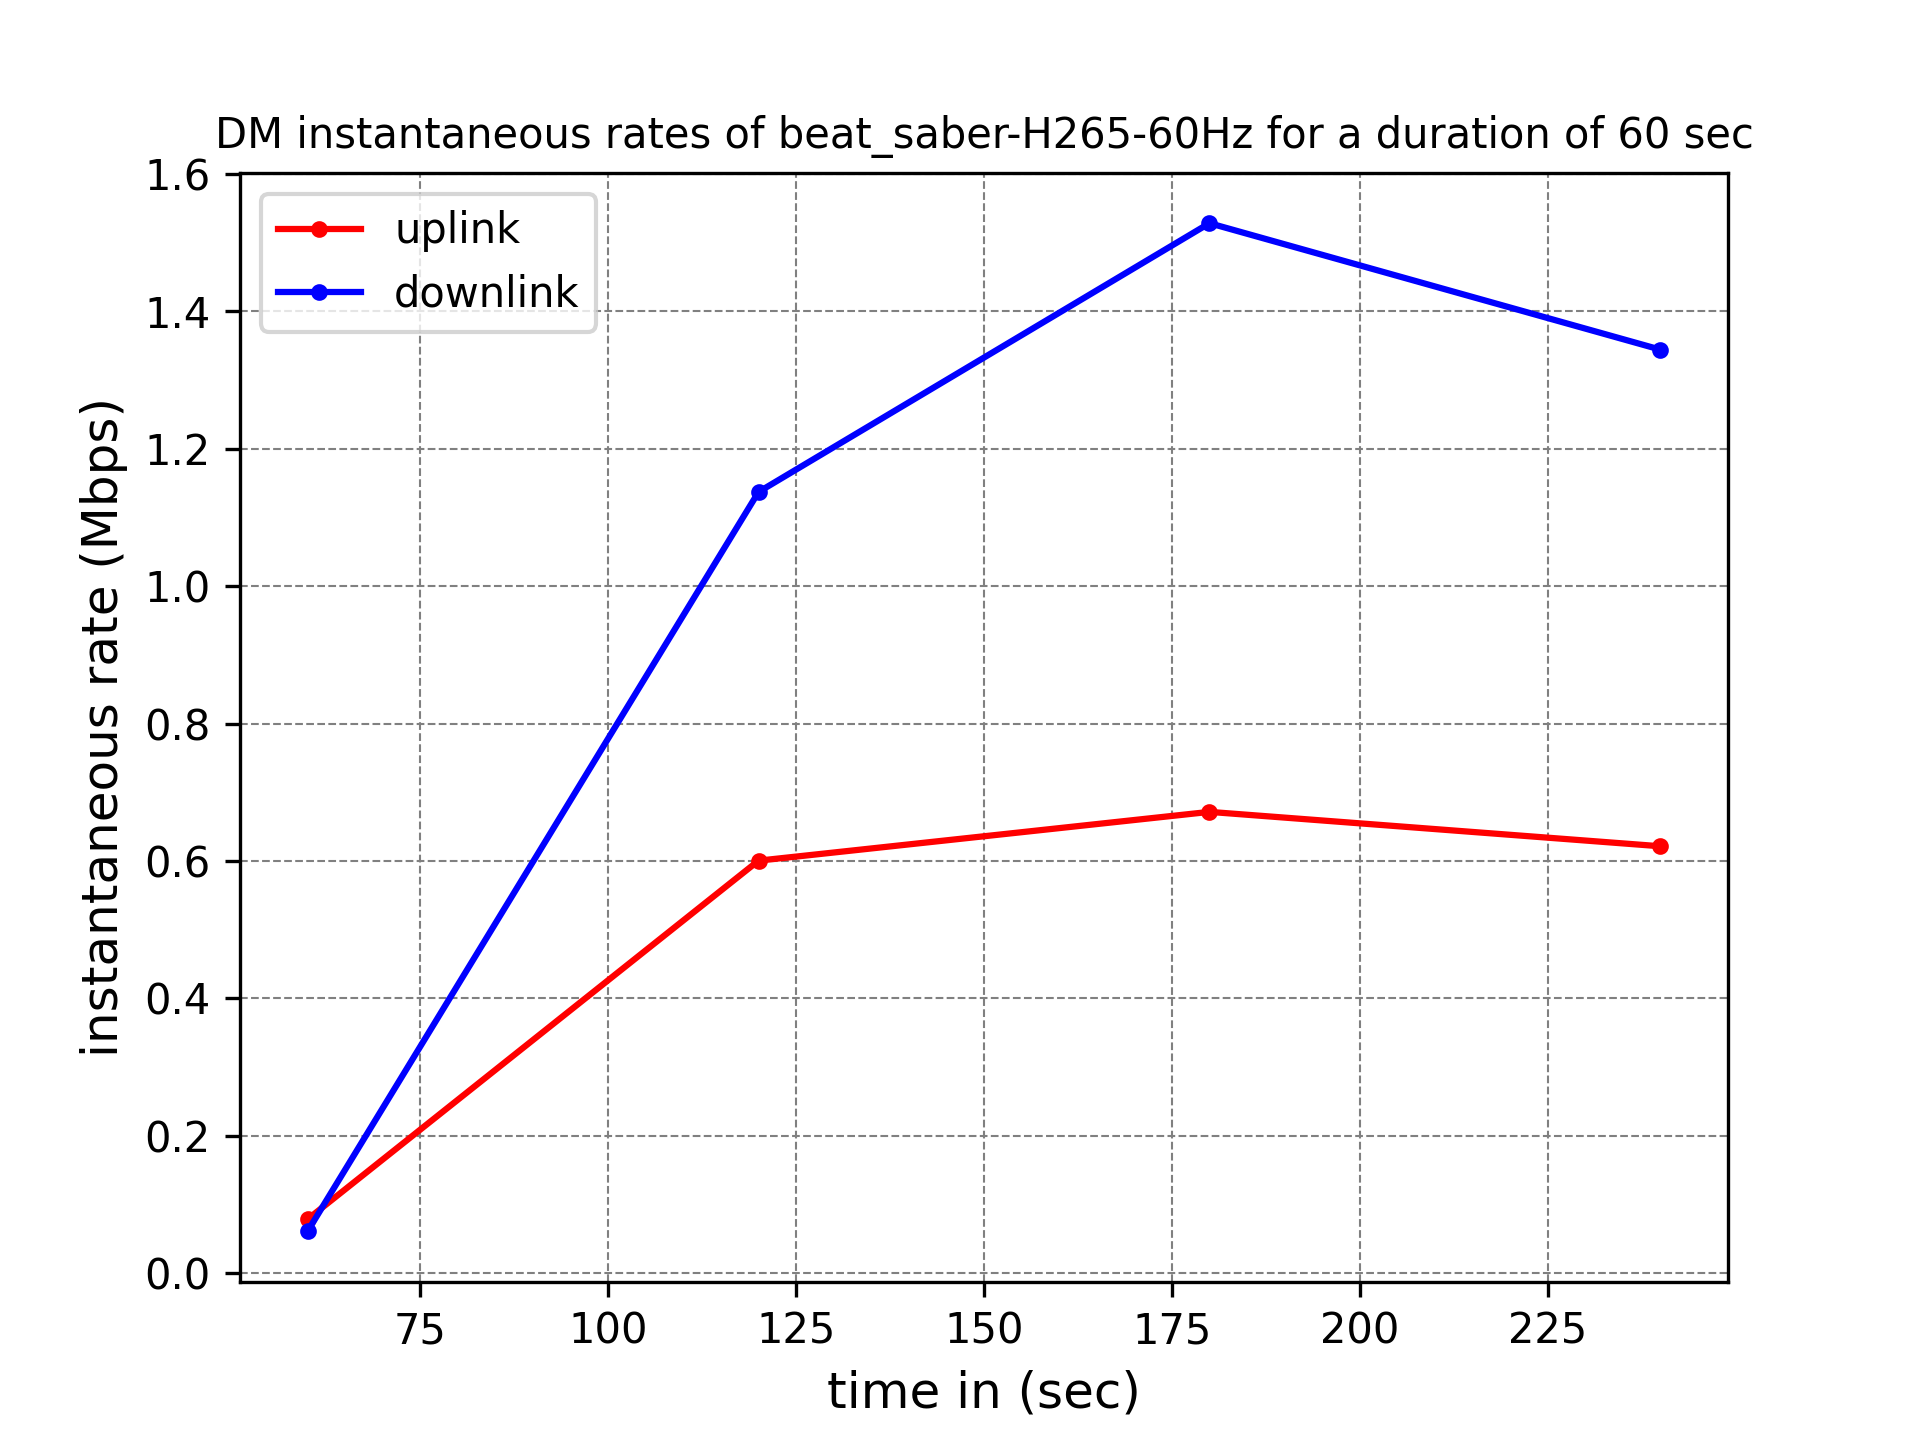 DM instantaneous rates of beat_saber-H265-60Hz for a duration of 60 sec
uplink
downlink
instantaneous rate (Mbps)
1.6
1.4
1.2
1.0
0.8
0.6
0.4
0.2
0.0
75 100 125 150 175 200 225
time in (sec)